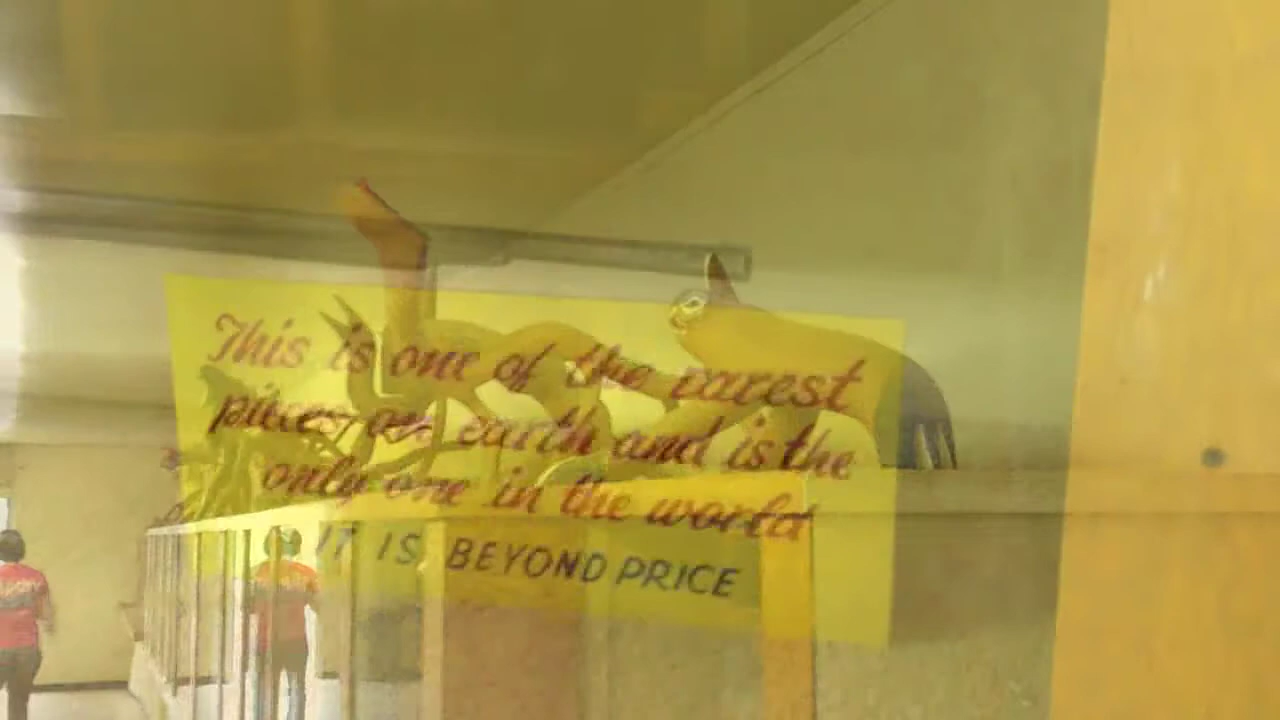 This is one of the rarest
pieces on earth and is the
only one in the world
IT IS BEYOND PRICE